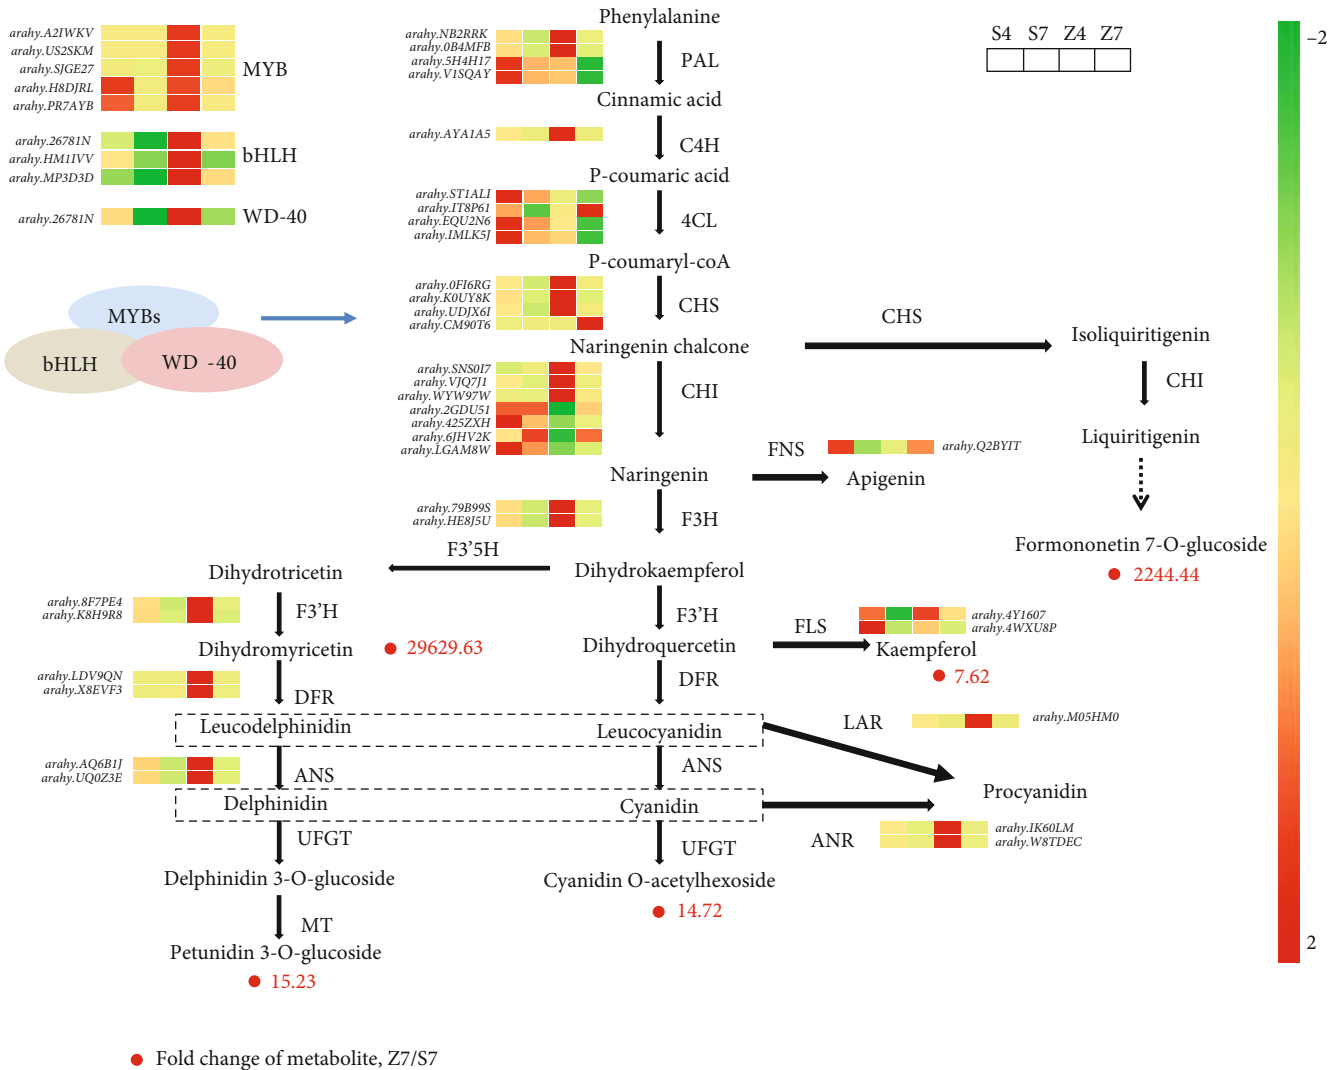 arahy.A2IWKV
arahy.US2SKM
arahy.SJGE27
arahy.H8DJRL
arahy.PR7AYB
MYB
arahy.26781N
arahy.HM1IVV
arahy.MP3D3D
bHLH
arahy.26781N
WD-40
MYBs
bHLH
WD -40
Phenylalanine
arahy.NB2RRK
arahy.0B4MFB
arahy.5H4H17
arahy.V1SQAY
PAL
Cinnamic acid
arahy.AYA1A5
C4H
P-coumaric acid
arahy.ST1ALI
arahy.IT8P61
arahy.EQU2N6
arahy.IMLK5J
4CL
P-coumaryl-coA
arahy.0FI6RG
arahy.K0UY8K
arahy.UDJX6I
arahy.CM90T6
CHS
Naringenin chalcone
CHS
Isoliquiritigenin
CHI
Liquiritigenin
Formononetin 7-O-glucoside
2244.44
arahy.SNS0I7
arahy.VJQ7J1
arahy.WYW97W
arahy.2GDU51
arahy.425ZXH
arahy.6JHV2K
arahy.LGAM8W
CHI
Naringenin
FNS
arahy.Q2BYIT
Apigenin
arahy.79B99S
arahy.HE8J5U
F3H
Dihydrokaempferol
F3'5H
Dihydrotricetin
arahy.8F7PE4
arahy.K8H9R8
F3'H
Dihydromyricetin
29629.63
F3'H
Dihydroquercetin
FLS
arahy.4Y1607
arahy.4WXU8P
Kaempferol
7.62
arahy.LDV9QN
arahy.X8EVF3
DFR
DFR
Leucodelphinidin
Leucocyanidin
LAR
arahy.M05HM0
arahy.AQ6B1J
arahy.UQ0Z3E
ANS
ANS
Procyanidin
Delphinidin
Cyanidin
ANR
arahy.IK60LM
arahy.W8TDEC
UFGT
UFGT
Delphinidin 3-O-glucoside
Cyanidin O-acetylhexoside
14.72
MT
Petunidin 3-O-glucoside
15.23
Fold change of metabolite, Z7/S7
S4 S7 Z4 Z7
–2
2